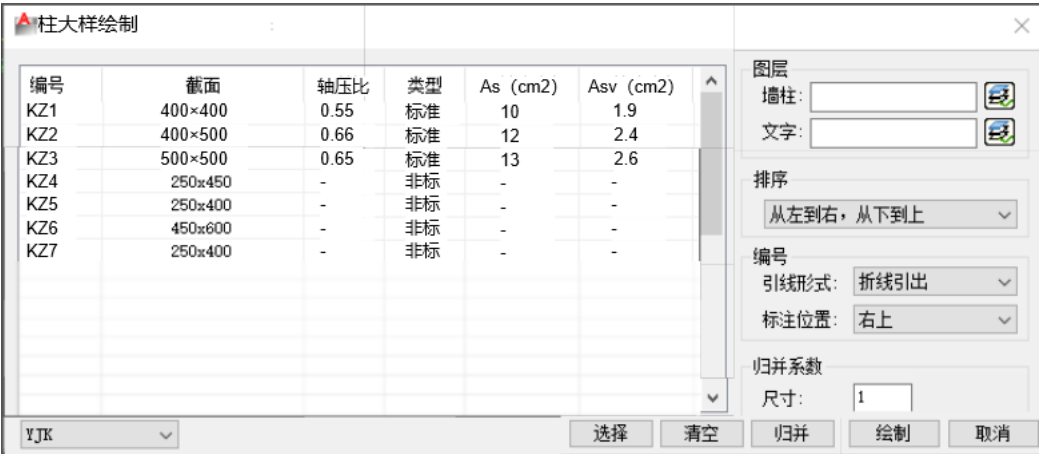 柱大样绘制
编号 截面 轴压比 类型 As (cm2) Asv (cm2)
KZ1 400×400 0.55 标准 10 1.9
KZ2 400×500 0.66 标准 12 2.4
KZ3 500×500 0.65 标准 13 2.6
KZ4 250x450 - 非标 - -
KZ5 250x400 - 非标 - -
KZ6 450x600 - 非标 - -
KZ7 250x400 - 非标 - -
图层
墙柱:
文字:
排序
从左到右，从下到上
编号
引线形式: 折线引出
标注位置: 右上
归并系数
尺寸: 1
YJK 选择 清空 归并 绘制 取消